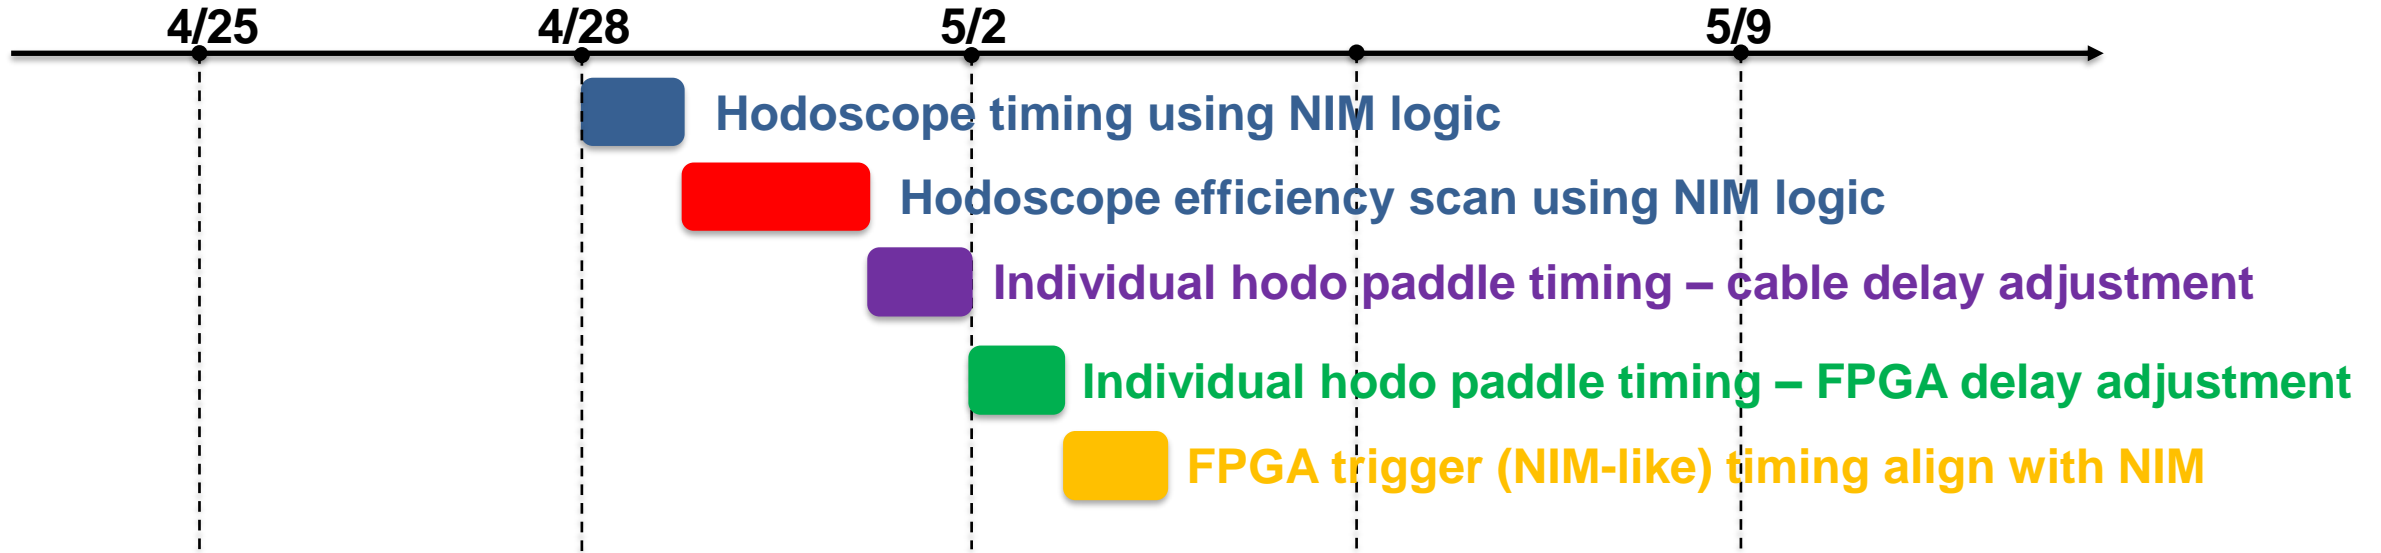 4/25 4/28 5/2 5/9
Hodoscope timing using NIM logic
Hodoscope efficiency scan using NIM logic
Individual hodo paddle timing – cable delay adjustment
Individual hodo paddle timing – FPGA delay adjustment
FPGA trigger (NIM-like) timing align with NIM